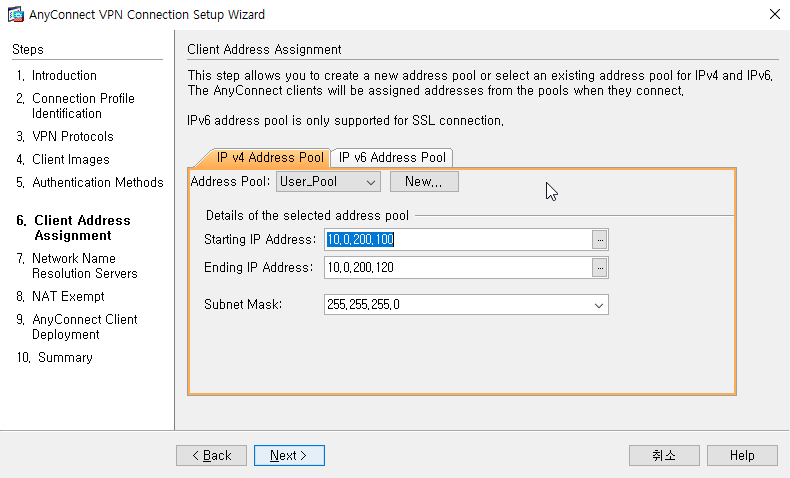 AnyConnect VPN Connection Setup Wizard
Steps
1. Introduction
2. Connection Profile
Identification
3. VPN Protocols
4. Client Images
5. Authentication Methods
6. Client Address
Assignment
7. Network Name
Resolution Servers
8. NAT Exempt
9. AnyConnect Client
Deployment
10. Summary
Client Address Assignment
This step allows you to create a new address pool or select an existing address pool for IPv4 and IPv6.
The AnyConnect clients will be assigned addresses from the pools when they connect.
IPv6 address pool is only supported for SSL connection.
IP v4 Address Pool IP v6 Address Pool
Address Pool: User_Pool New...
Details of the selected address pool
Starting IP Address: 10.0.200.100 ...
Ending IP Address: 10.0.200.120 ...
Subnet Mask: 255.255.255.0
< Back Next > 취소 Help